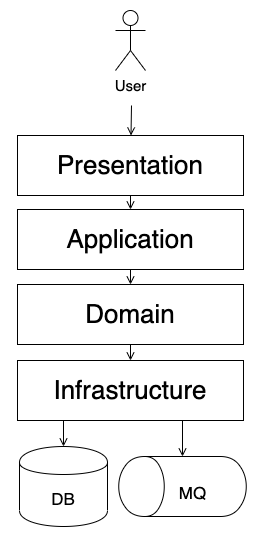 User
Presentation
Application
Domain
Infrastructure
DB
MQ